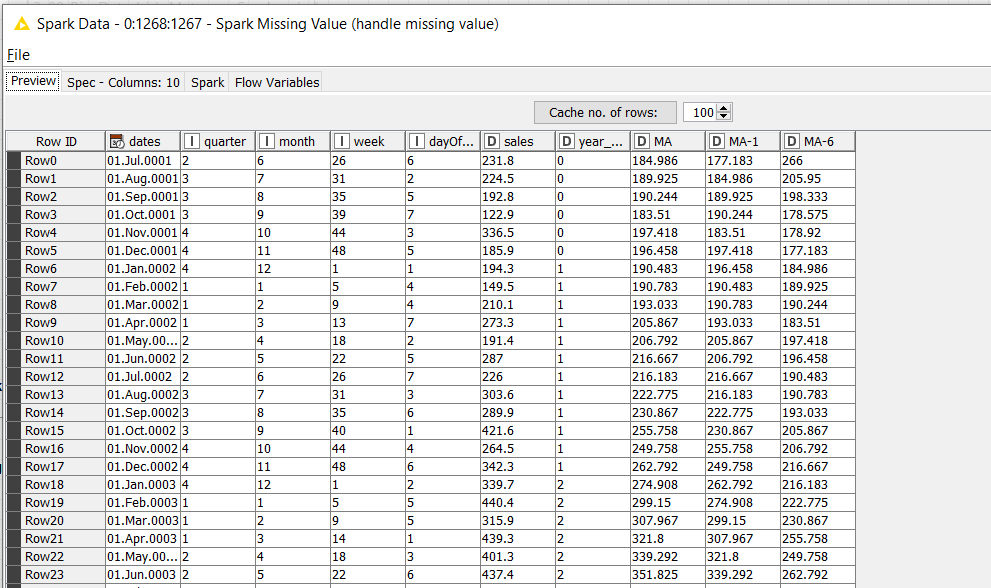 Spark Data - 0:1268:1267 - Spark Missing Value (handle missing value)
File
Preview Spec - Columns: 10 Spark Flow Variables
Cache no. of rows: 100
Row ID dates I quarter I month I week I dayOf... D sales D year_... D MA D MA-1 D MA-6
Row0 01.Jul.0001 2 6 26 6 231.8 0 184.986 177.183 266
Row1 01.Aug.0001 3 7 31 2 224.5 0 189.925 184.986 205.95
Row2 01.Sep.0001 3 8 35 5 192.8 0 190.244 189.925 198.333
Row3 01.Oct.0001 3 9 39 7 122.9 0 183.51 190.244 178.575
Row4 01.Nov.0001 4 10 44 3 336.5 0 197.418 183.51 178.92
Row5 01.Dec.0001 4 11 48 5 185.9 0 196.458 197.418 177.183
Row6 01.Jan.0002 4 12 1 1 194.3 1 190.483 196.458 184.986
Row7 01.Feb.0002 1 1 5 4 149.5 1 190.783 190.483 189.925
Row8 01.Mar.0002 1 2 9 4 210.1 1 193.033 190.783 190.244
Row9 01.Apr.0002 1 3 13 7 273.3 1 205.867 193.033 183.51
Row10 01.May.00... 2 4 18 2 191.4 1 206.792 205.867 197.418
Row11 01.Jun.0002 2 5 22 5 287 1 216.667 206.792 196.458
Row12 01.Jul.0002 2 6 26 7 226 1 216.183 216.667 190.483
Row13 01.Aug.0002 3 7 31 3 303.6 1 222.775 216.183 190.783
Row14 01.Sep.0002 3 8 35 6 289.9 1 230.867 222.775 193.033
Row15 01.Oct.0002 3 9 40 1 421.6 1 255.758 230.867 205.867
Row16 01.Nov.0002 4 10 44 4 264.5 1 249.758 255.758 206.792
Row17 01.Dec.0002 4 11 48 6 342.3 1 262.792 249.758 216.667
Row18 01.Jan.0003 4 12 1 2 339.7 2 274.908 262.792 216.183
Row19 01.Feb.0003 1 1 5 5 440.4 2 299.15 274.908 222.775
Row20 01.Mar.0003 1 2 9 5 315.9 2 307.967 299.15 230.867
Row21 01.Apr.0003 1 3 14 1 439.3 2 321.8 307.967 255.758
Row22 01.May.00... 2 4 18 3 401.3 2 339.292 321.8 249.758
Row23 01.Jun.0003 2 5 22 6 437.4 2 351.825 339.292 262.792